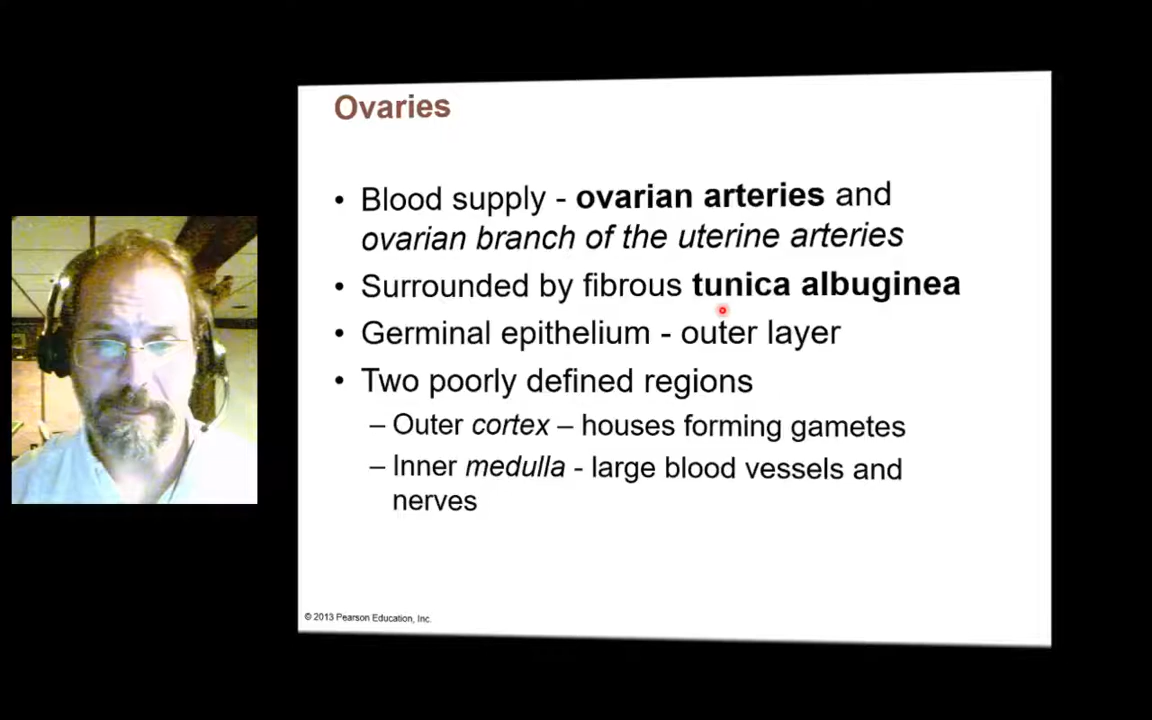 Ovaries
• Blood supply - ovarian arteries and
ovarian branch of the uterine arteries
• Surrounded by fibrous tunica albuginea
• Germinal epithelium - outer layer
• Two poorly defined regions
– Outer cortex – houses forming gametes
– Inner medulla - large blood vessels and
nerves
© 2013 Pearson Education, Inc.